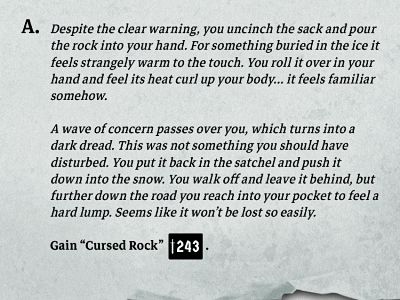 A. Despite the clear warning, you uncinch the sack and pour
the rock into your hand. For something buried in the ice it
feels strangely warm to the touch. You roll it over in your
hand and feel its heat curl up your body... it feels familiar
somehow.
A wave of concern passes over you, which turns into a
dark dread. This was not something you should have
disturbed. You put it back in the satchel and push it
down into the snow. You walk off and leave it behind, but
further down the road you reach into your pocket to feel a
hard lump. Seems like it won't be lost so easily.
Gain “Cursed Rock” 243 .